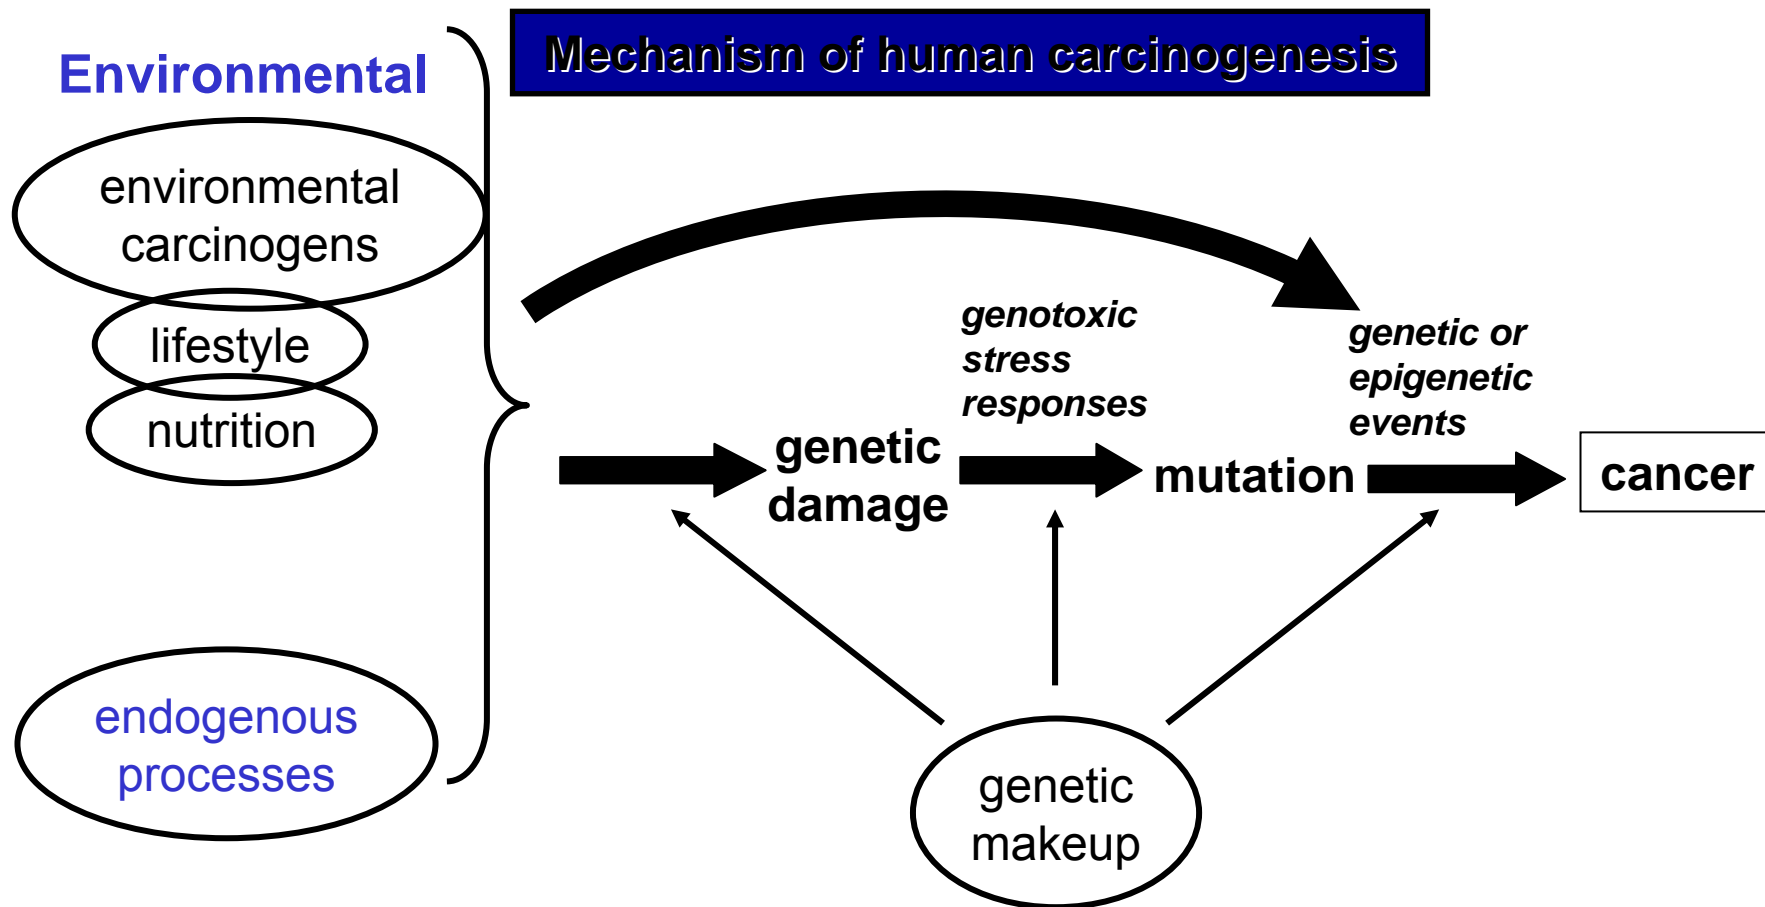 Mechanism of human carcinogenesis
Environmental
environmental
carcinogens
lifestyle
nutrition
endogenous
processes
genetic
damage
genotoxic
stress
responses
mutation
genetic or
epigenetic
events
cancer
genetic
makeup